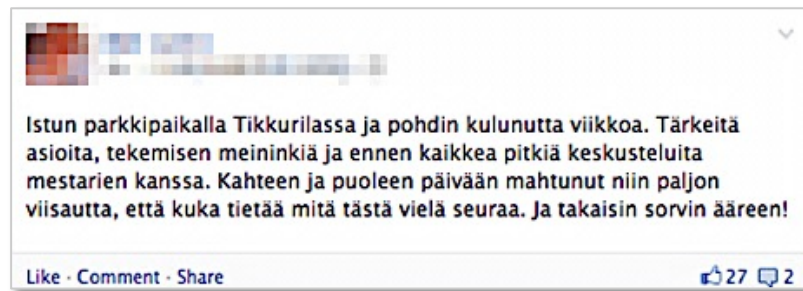 Istun parkkipaikalla Tikkurilassa ja pohdin kulunutta viikkoa. Tärkeitä
asioita, tekemisen meininkiä ja ennen kaikkea pitkiä keskusteluita
mestarien kanssa. Kahteen ja puoleen päivään mahtunut niin paljon
viisautta, että kuka tietää mitä tästä vielä seuraa. Ja takaisin sorvin ääreen!
Like · Comment · Share 27 2